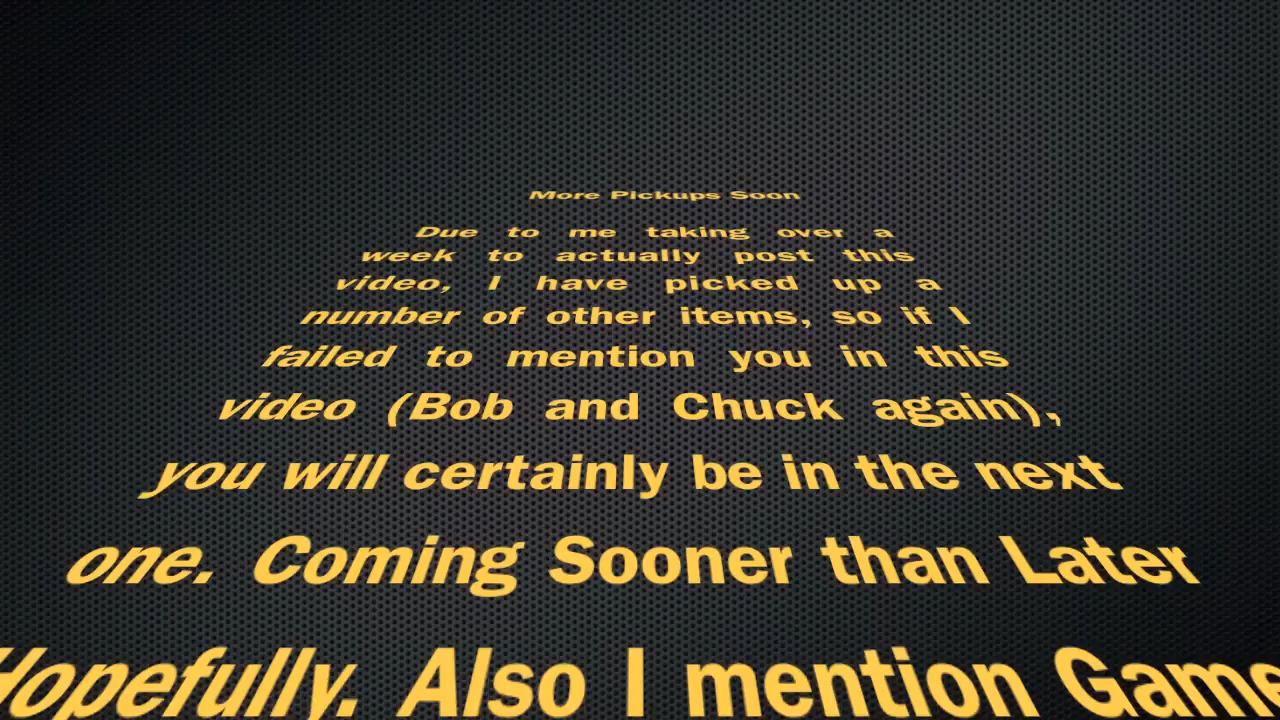 More Pickups Soon
Due to me taking over a
week to actually post this
video, I have picked up a
number of other items, so if I
failed to mention you in this
video (Bob and Chuck again),
you will certainly be in the next
one. Coming Sooner than Later
Hopefully. Also I mention Game